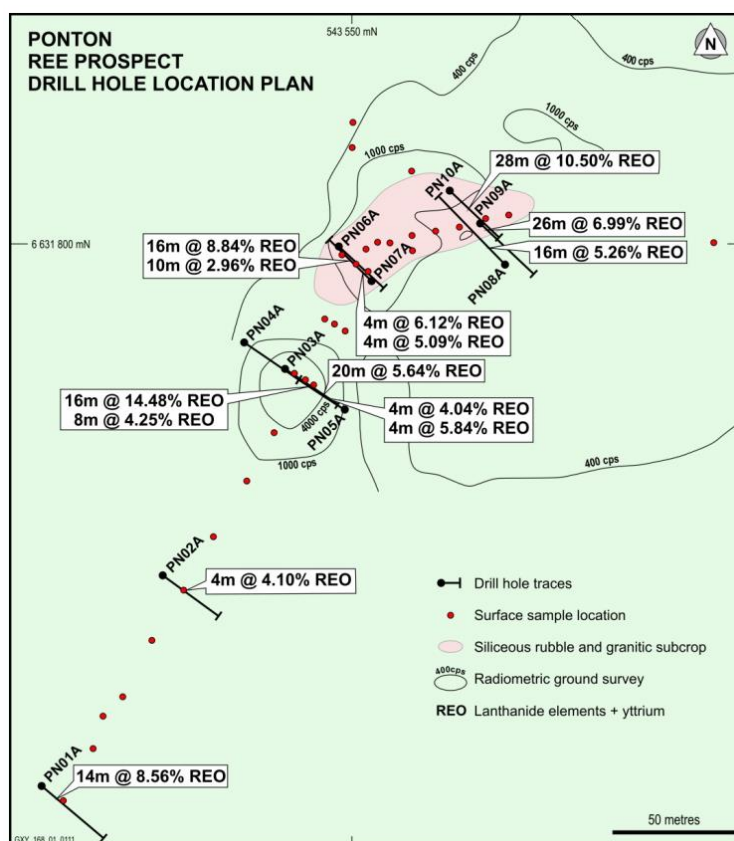 PONTON
REE PROSPECT
DRILL HOLE LOCATION PLAN
543 550 mN
N
400 cps
400 cps
1000 cps
1000 cps
28m @ 10.50% REO
PN10A
PN09A
PN06A
16m @ 8.84% REO
10m @ 2.96% REO
26m @ 6.99% REO
16m @ 5.26% REO
6 631 800 mN
PN07A
PN08A
PN04A
4m @ 6.12% REO
4m @ 5.09% REO
PN03A
20m @ 5.64% REO
16m @ 14.48% REO
8m @ 4.25% REO
4000 cps
4m @ 4.04% REO
4m @ 5.84% REO
PN05A
1000 cps
400 cps
PN02A
4m @ 4.10% REO
Drill hole traces
Surface sample location
Siliceous rubble and granitic subcrop
400cps
Radiometric ground survey
REO Lanthanide elements + yttrium
PN01A
14m @ 8.56% REO
50 metres
GXY_168_01_0111